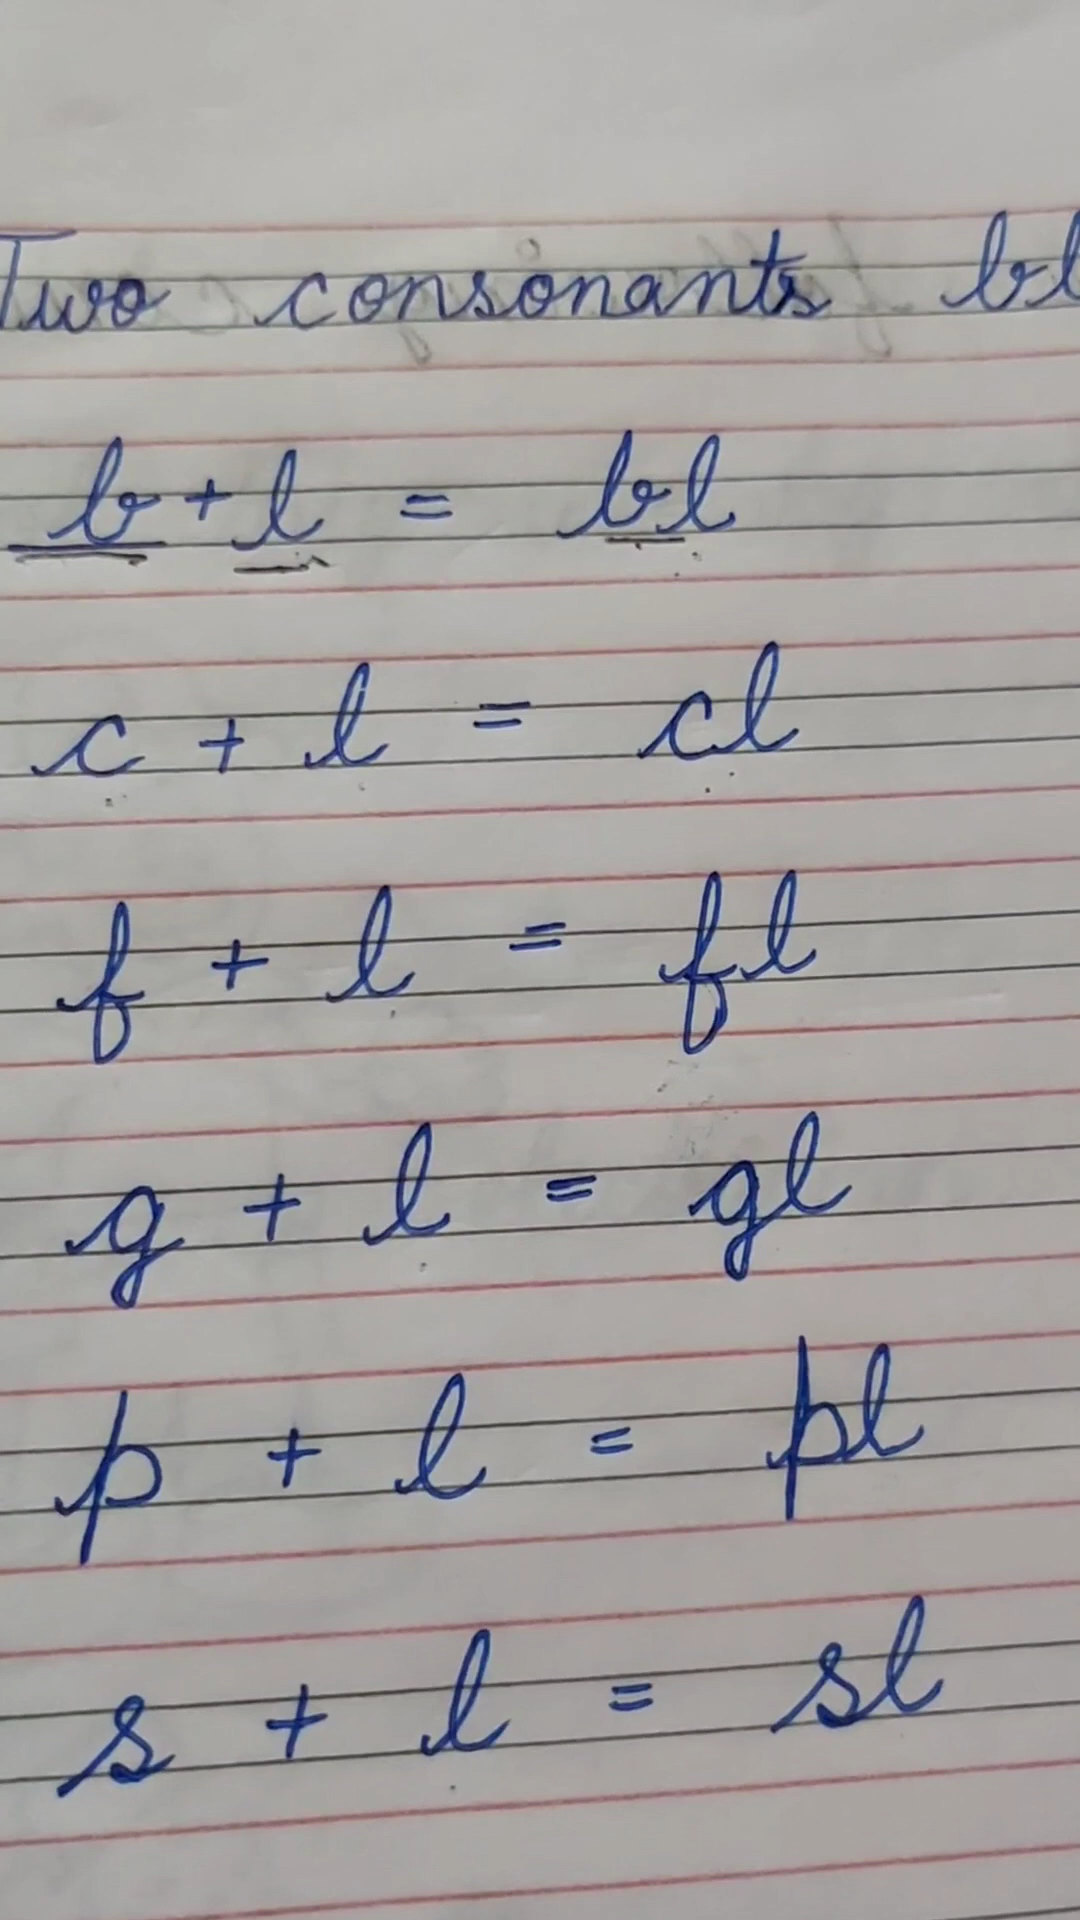 Two consonants bl
b + l = bl
c + l = cl
f + l = fl
g + l = gl
p + l = pl
s + l = sl